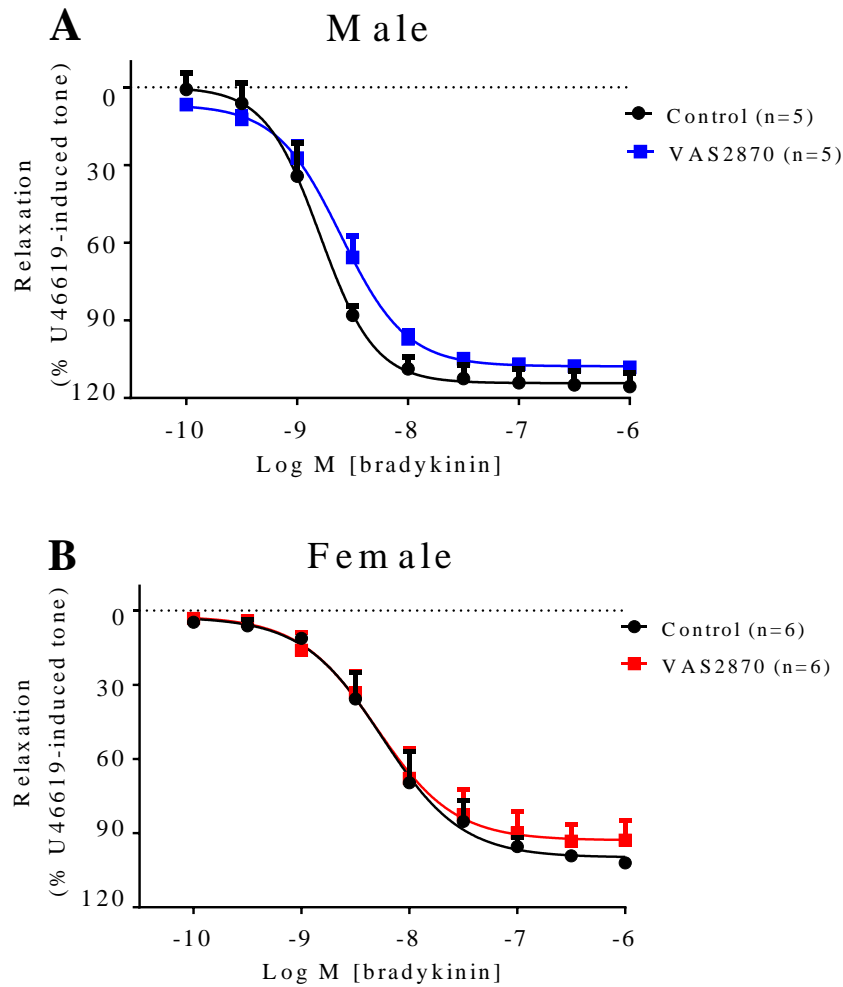 A
Male
Relaxation
(% U46619-induced tone)
0
30
60
90
120
-10
-9
-8
-7
-6
Log M [bradykinin]
Control (n=5)
VAS2870 (n=5)
B
Female
Relaxation
(% U46619-induced tone)
0
30
60
90
120
-10
-9
-8
-7
-6
Log M [bradykinin]
Control (n=6)
VAS2870 (n=6)